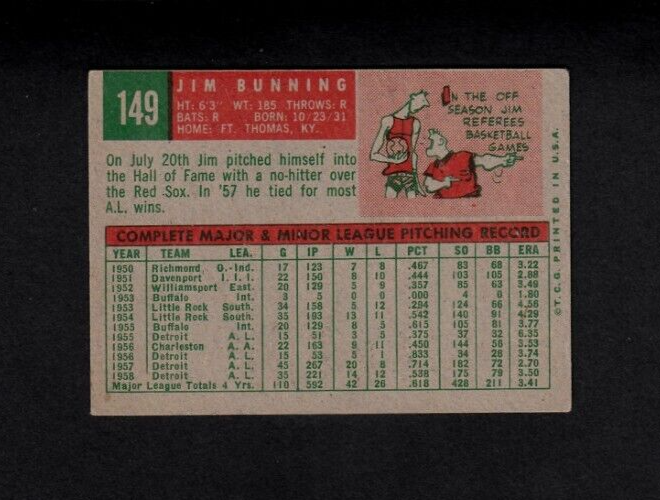 149
JIM BUNNING
HT: 6'3" WT: 185 THROWS: R
BATS: R BORN: 10/23/31
HOME: FT. THOMAS, KY.
IN THE OFF
SEASON JIM
REFEREES
BASKETBALL
GAMES
On July 20th Jim pitched himself into
the Hall of Fame with a no-hitter over
the Red Sox. In '57 he tied for most
A.L. wins.
COMPLETE MAJOR & MINOR LEAGUE PITCHING RECORD
YEAR TEAM LEA. G IP W L PCT SO BB ERA
1950 Richmond, O.-Ind. 17 123 7 8 .467 83 68 3.22
1951 Davenport I. I. I. 22 150 8 10 .444 103 105 2.88
1952 Williamsport East. 20 129 5 9 .357 85 63 3.49
1953 Buffalo Int. 3 5 0 0 .000 4 0 1.80
1953 Little Rock South. 34 158 5 12 .294 124 66 4.56
1954 Little Rock South. 35 193 13 11 .542 140 91 4.29
1955 Buffalo Int. 20 129 8 5 .615 105 77 3.77
1955 Detroit A. L. 15 51 3 5 .375 37 32 6.35
1956 Charleston A. A. 22 163 9 11 .450 144 56 3.53
1956 Detroit A. L. 15 53 5 1 .833 34 28 3.74
1957 Detroit A. L. 45 267 20 8 .714 182 72 2.70
1958 Detroit A. L. 35 221 14 12 .538 175 79 3.50
Major League Totals 4 Yrs. 110 592 42 26 .618 428 211 3.41
©T.C.G. PRINTED IN U.S.A.